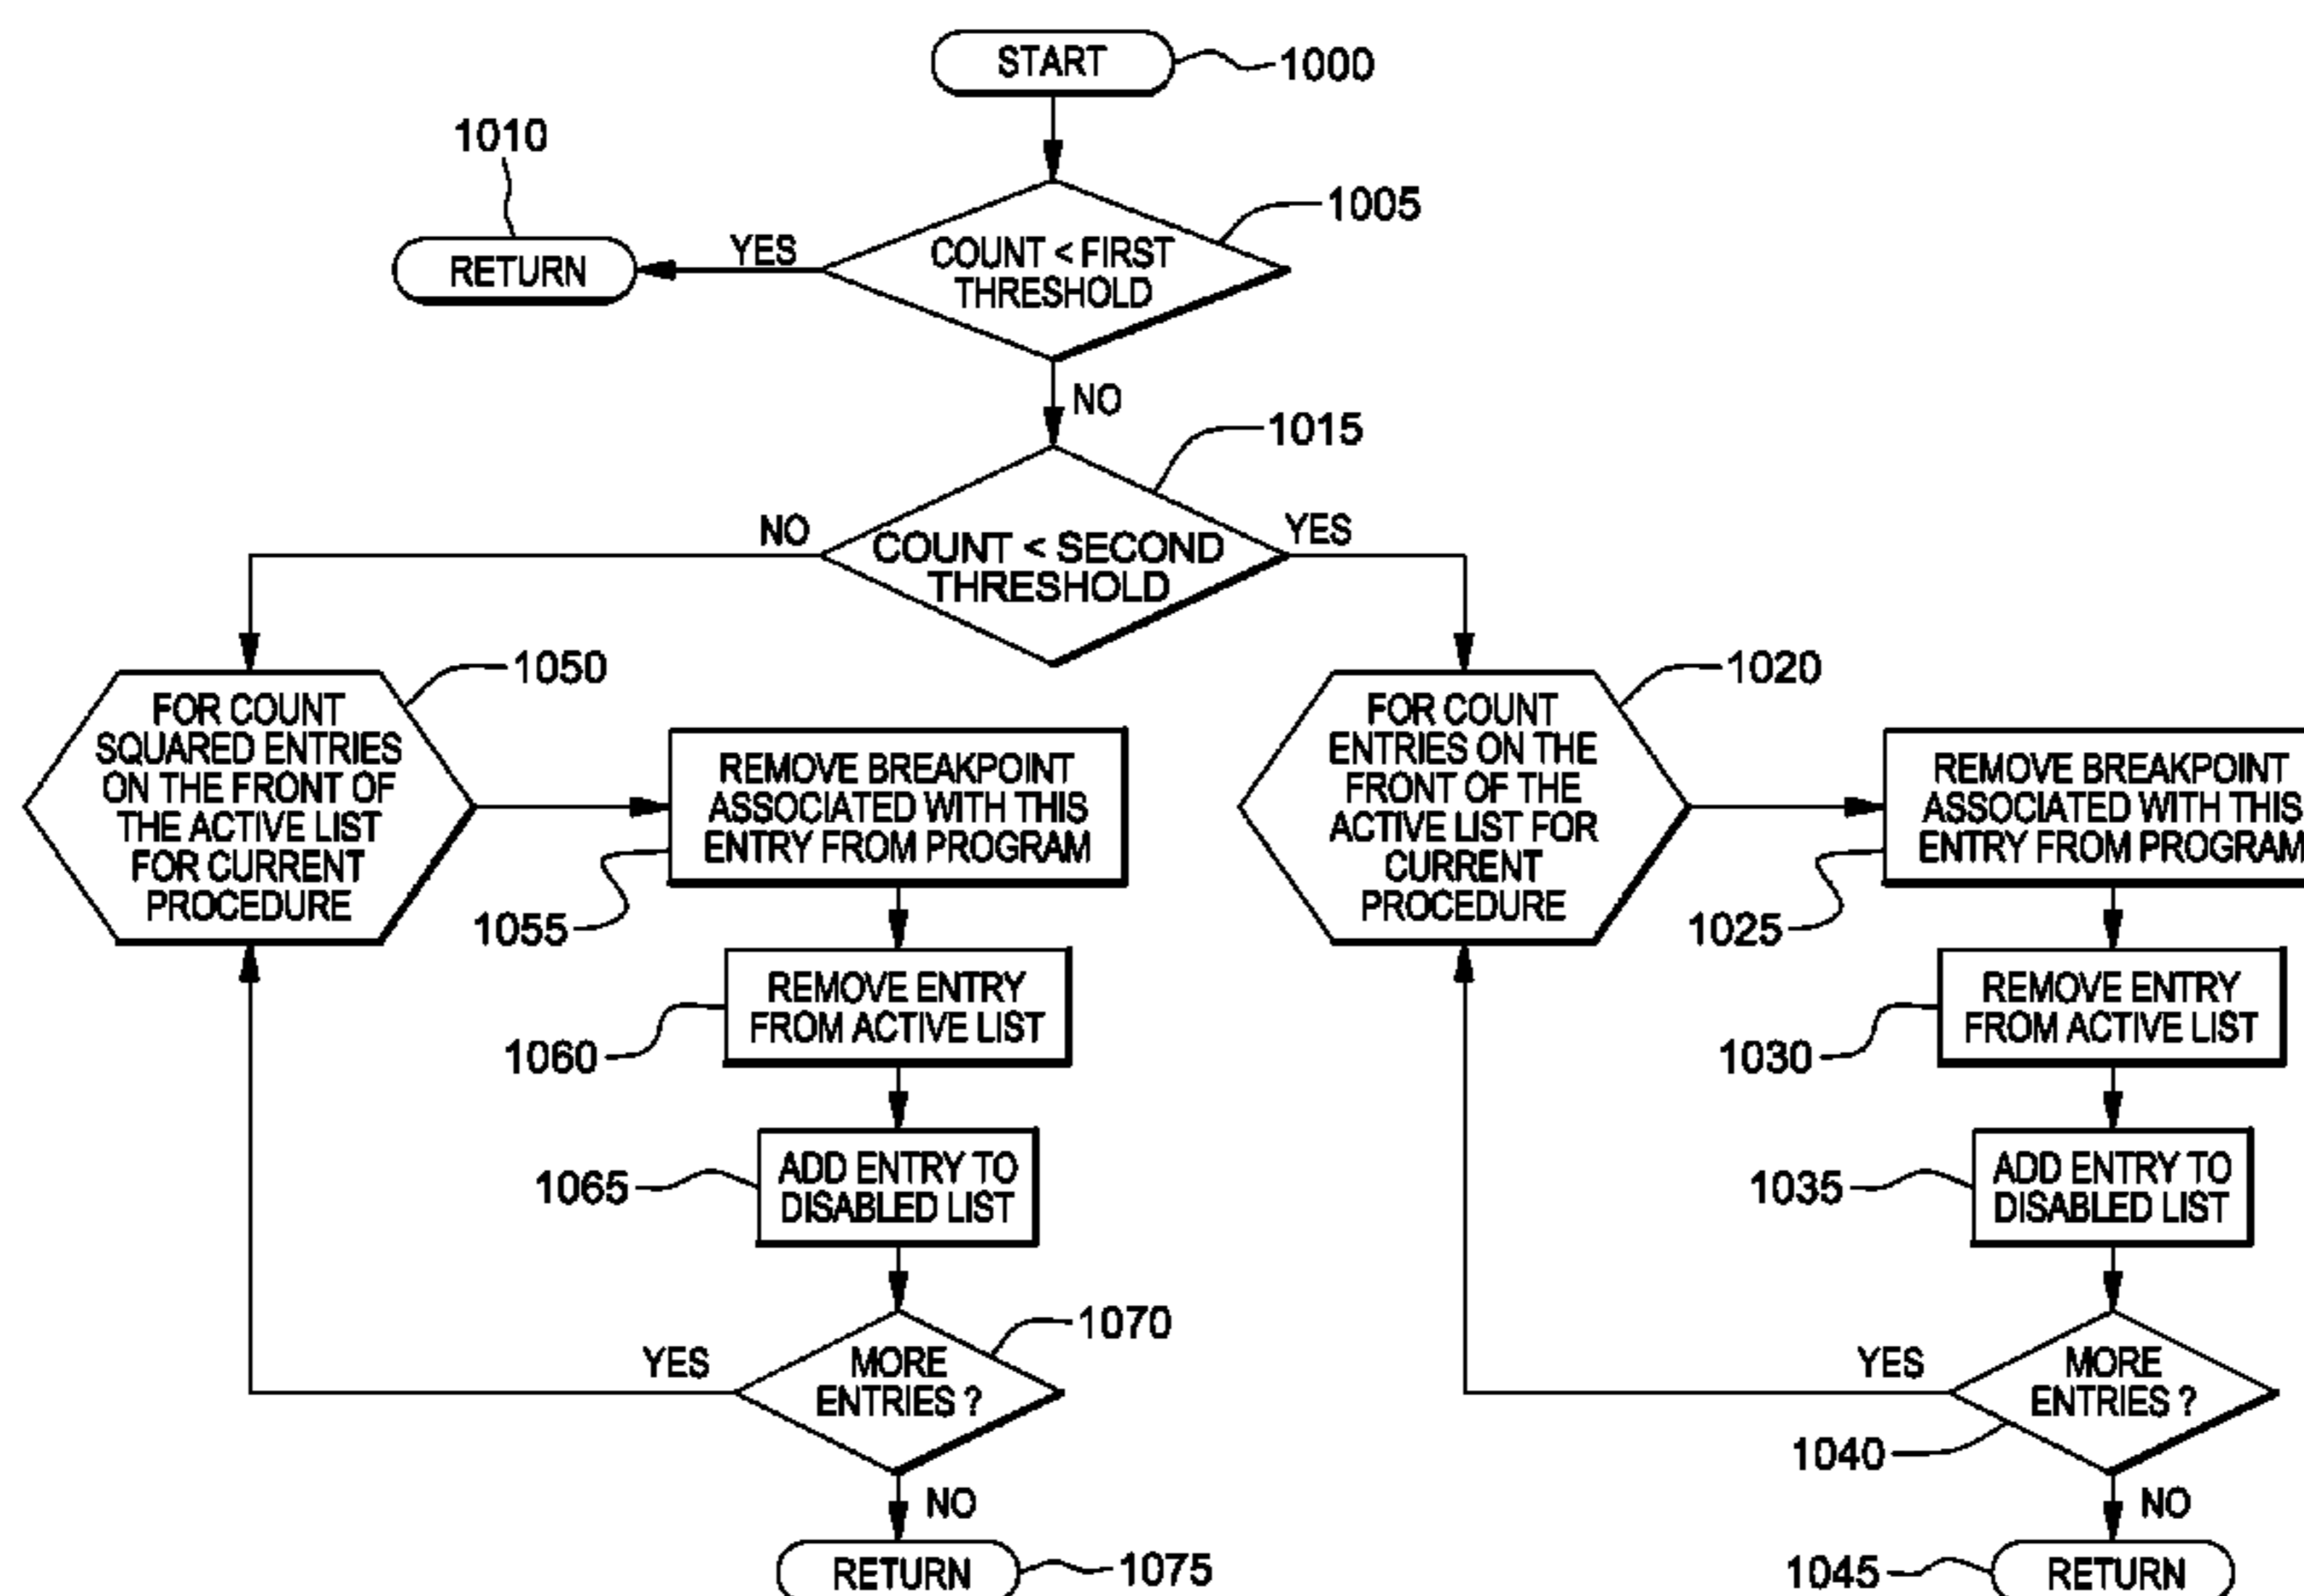 START
1000
1010
1005
RETURN
YES
COUNT < FIRST
THRESHOLD
NO
1015
NO
YES
COUNT < SECOND
THRESHOLD
1050
FOR COUNT
SQUARED ENTRIES
ON THE FRONT OF
THE ACTIVE LIST
FOR CURRENT
PROCEDURE
REMOVE BREAKPOINT
ASSOCIATED WITH THIS
ENTRY FROM PROGRAM
1055
1020
FOR COUNT
ENTRIES ON THE
FRONT OF THE
ACTIVE LIST FOR
CURRENT
PROCEDURE
REMOVE BREAKPOINT
ASSOCIATED WITH THIS
ENTRY FROM PROGRAM
1025
REMOVE ENTRY
FROM ACTIVE LIST
1060
REMOVE ENTRY
FROM ACTIVE LIST
1030
ADD ENTRY TO
DISABLED LIST
1065
ADD ENTRY TO
DISABLED LIST
1035
1070
YES
MORE
ENTRIES ?
YES
MORE
ENTRIES ?
1040
NO
NO
RETURN
1075
1045
RETURN